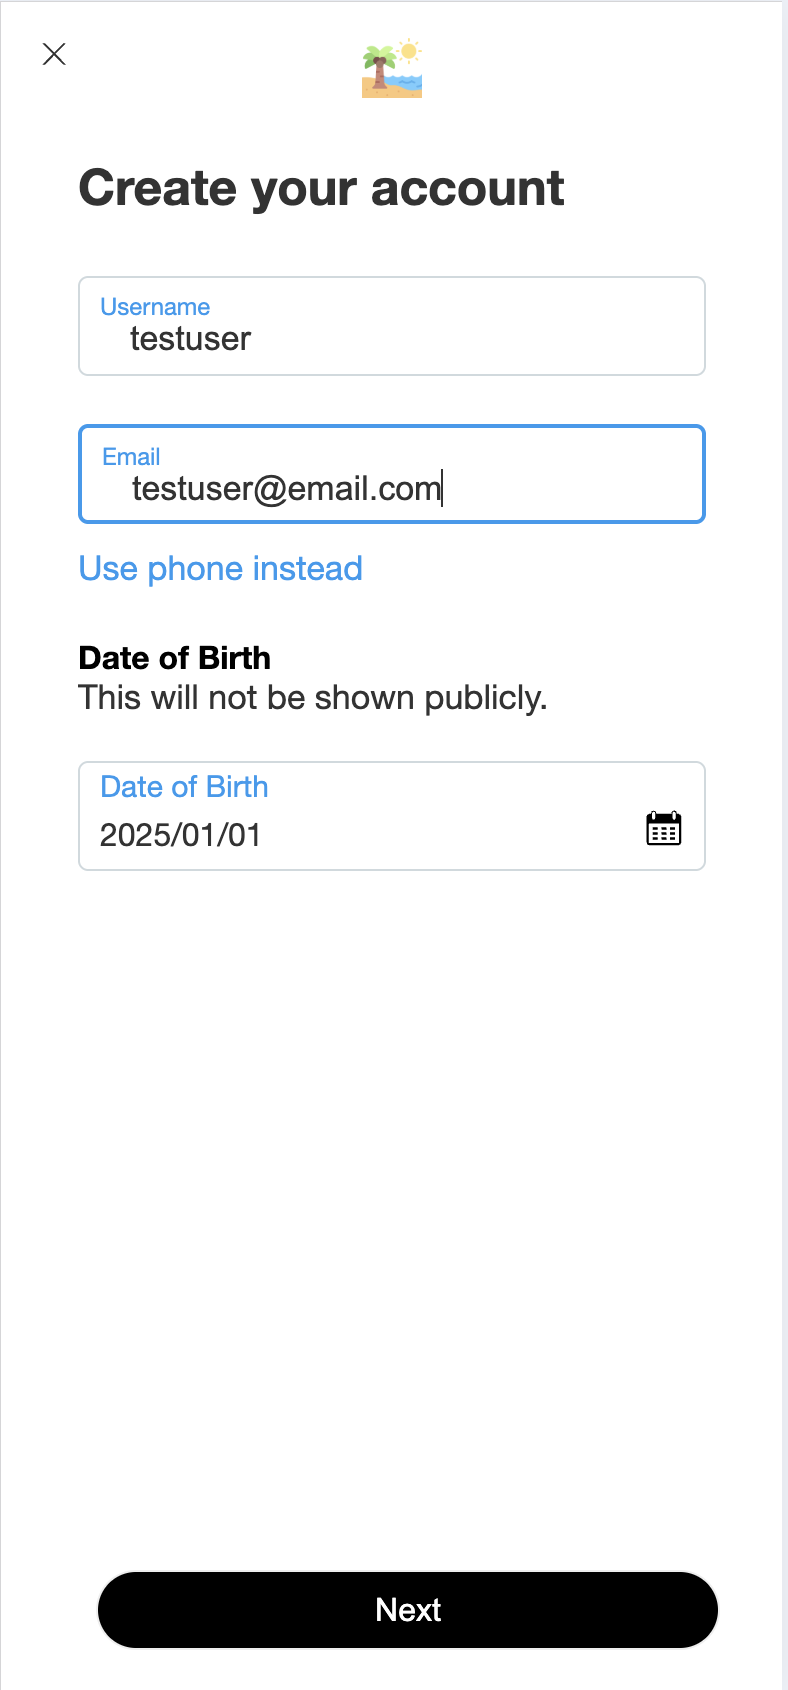 Create your account
Username
testuser
Email
testuser@email.com
Use phone instead
Date of Birth
This will not be shown publicly.
Date of Birth
2025/01/01
Next